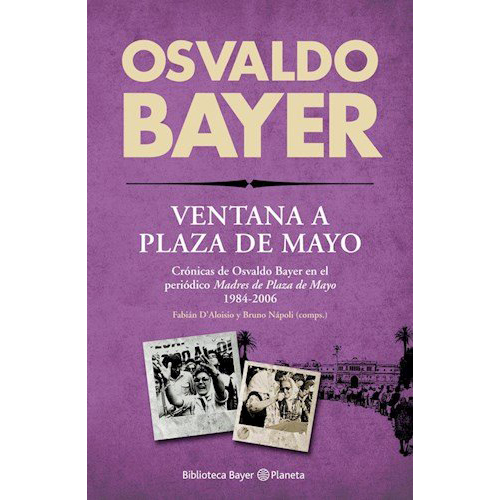 OSVALDO
BAYER
VENTANA A
PLAZA DE MAYO
Crónicas de Osvaldo Bayer en el
periódico Madres de Plaza de Mayo
1984-2006
Fabián D'Aloisio y Bruno Nápoli (comps.)
Biblioteca Bayer Planeta